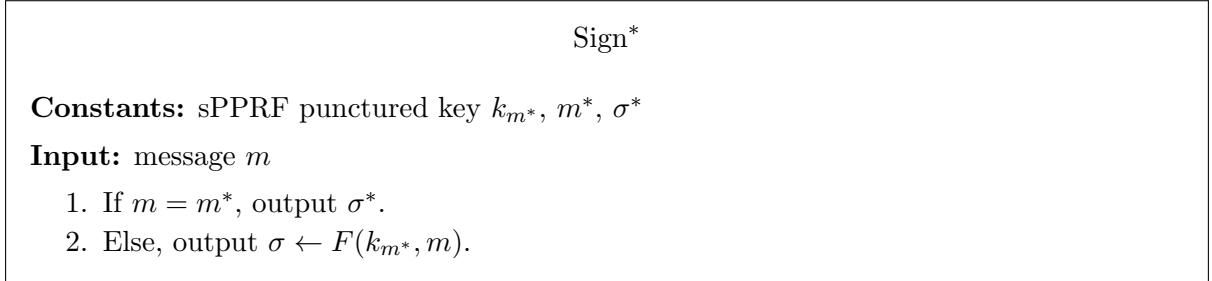 Sign*
Constants: sPPRF punctured key k_{m*}, m*, σ*
Input: message m
1. If m = m*, output σ*.
2. Else, output σ ← F(k_{m*}, m).